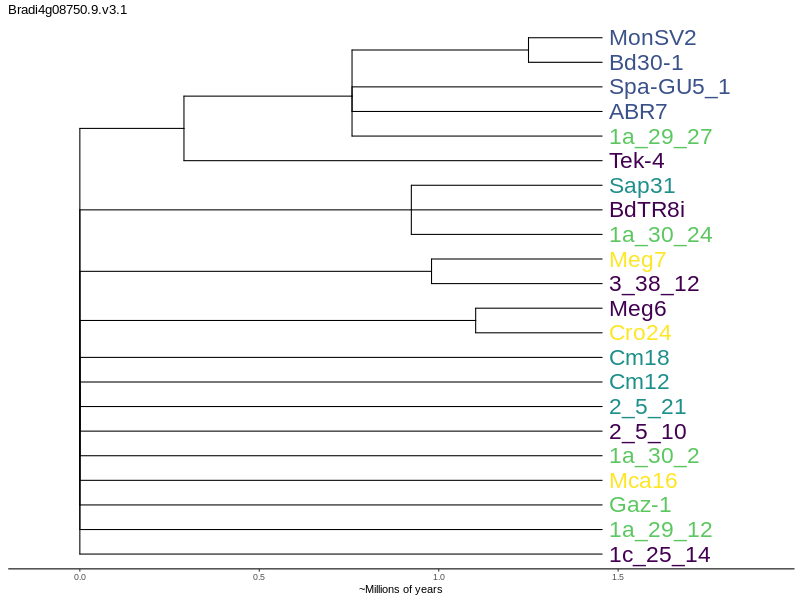 Bradi4g08750.9.v3.1
MonSV2
Bd30-1
Spa-GU5_1
ABR7
1a_29_27
Tek-4
Sap31
BdTR8i
1a_30_24
Meg7
3_38_12
Meg6
Cro24
Cm18
Cm12
2_5_21
2_5_10
1a_30_2
Mca16
Gaz-1
1a_29_12
1c_25_14
0.0 0.5 1.0 1.5
~Millions of years